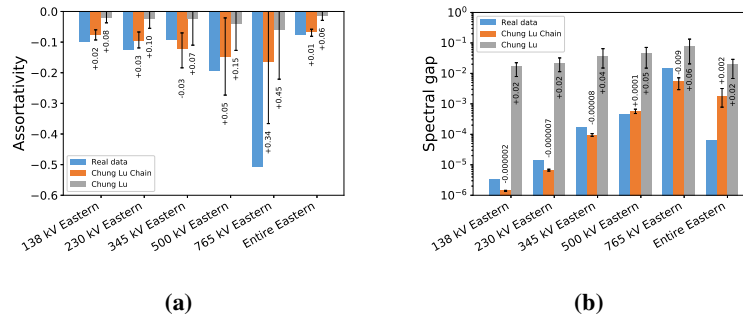 0.0
−0.1
−0.2
−0.3
−0.4
−0.5
−0.6
Assortativity
+0.02
+0.08
+0.03
+0.10
-0.03
+0.07
+0.05
+0.15
+0.34
+0.45
+0.01
+0.06
Real data
Chung Lu Chain
Chung Lu
138 kV Eastern
230 kV Eastern
345 kV Eastern
500 kV Eastern
765 kV Eastern
Entire Eastern
(a)
10⁰
10⁻¹
10⁻²
10⁻³
10⁻⁴
10⁻⁵
10⁻⁶
Spectral gap
Real data
Chung Lu Chain
Chung Lu
-0.000002
+0.02
-0.000007
+0.02
-0.00008
+0.04
+0.0001
+0.05
-0.009
+0.06
+0.002
+0.02
138 kV Eastern
230 kV Eastern
345 kV Eastern
500 kV Eastern
765 kV Eastern
Entire Eastern
(b)